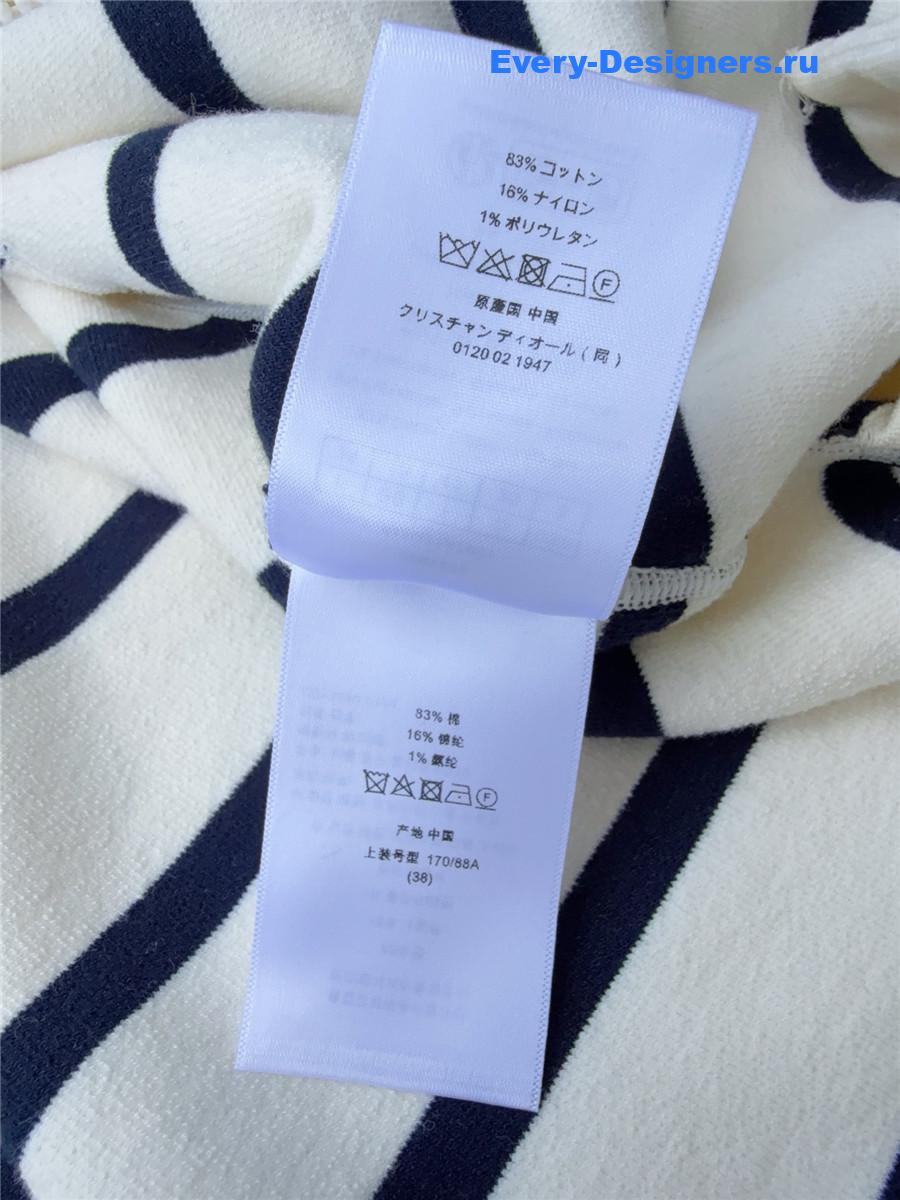 Every-Designers.ru
83% コットン
16% ナイロン
1% ポリウレタン
F
原產国 中国
クリスチャン ディオール (同)
0120 02 1947
83% 棉
16% 锦纶
1% 氨纶
F
产地 中国
上装号型 170/88A
(38)